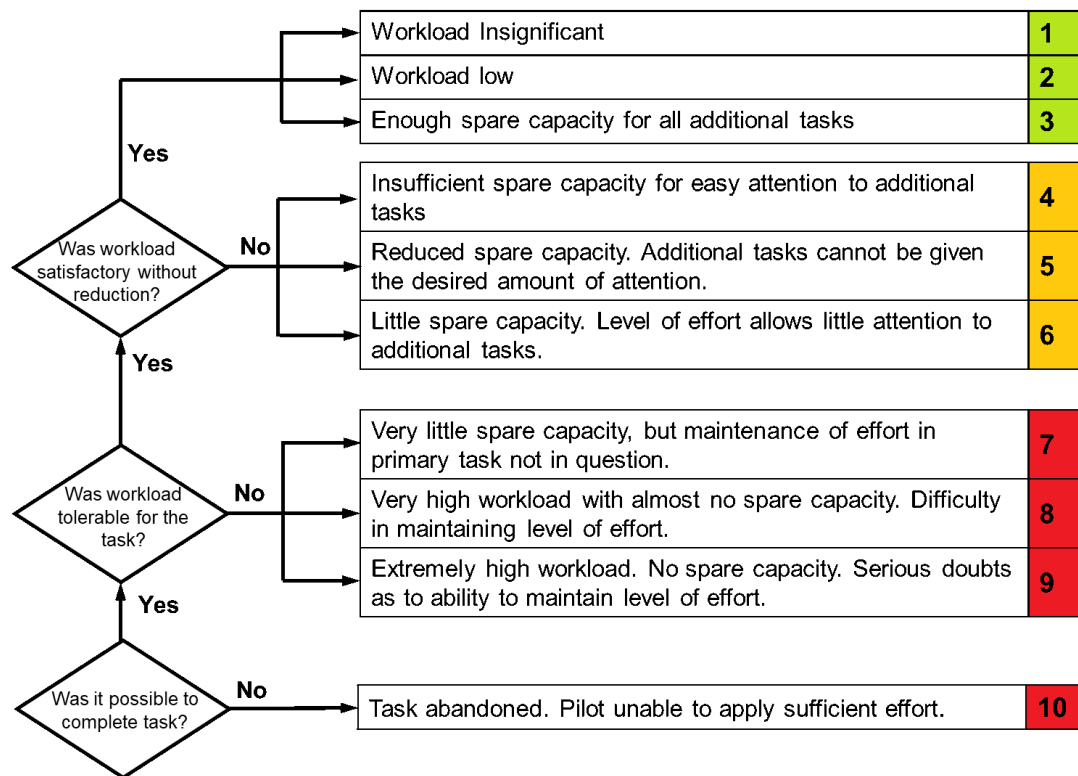 Workload Insignificant
1
Workload low
2
Enough spare capacity for all additional tasks
3
Yes
Insufficient spare capacity for easy attention to additional
tasks
4
Was workload
satisfactory without
reduction?
No
Reduced spare capacity. Additional tasks cannot be given
the desired amount of attention.
5
Little spare capacity. Level of effort allows little attention to
additional tasks.
6
Yes
Very little spare capacity, but maintenance of effort in
primary task not in question.
7
Was workload
tolerable for the
task?
No
Very high workload with almost no spare capacity. Difficulty
in maintaining level of effort.
8
Extremely high workload. No spare capacity. Serious doubts
as to ability to maintain level of effort.
9
Yes
Was it possible to
complete task?
No
Task abandoned. Pilot unable to apply sufficient effort.
10